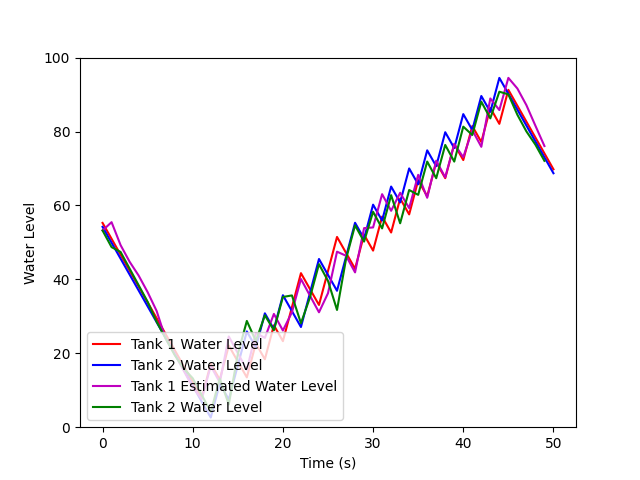 100
80
60
40
20
0
Water Level
Tank 1 Water Level
Tank 2 Water Level
Tank 1 Estimated Water Level
Tank 2 Water Level
0 10 20 30 40 50
Time (s)